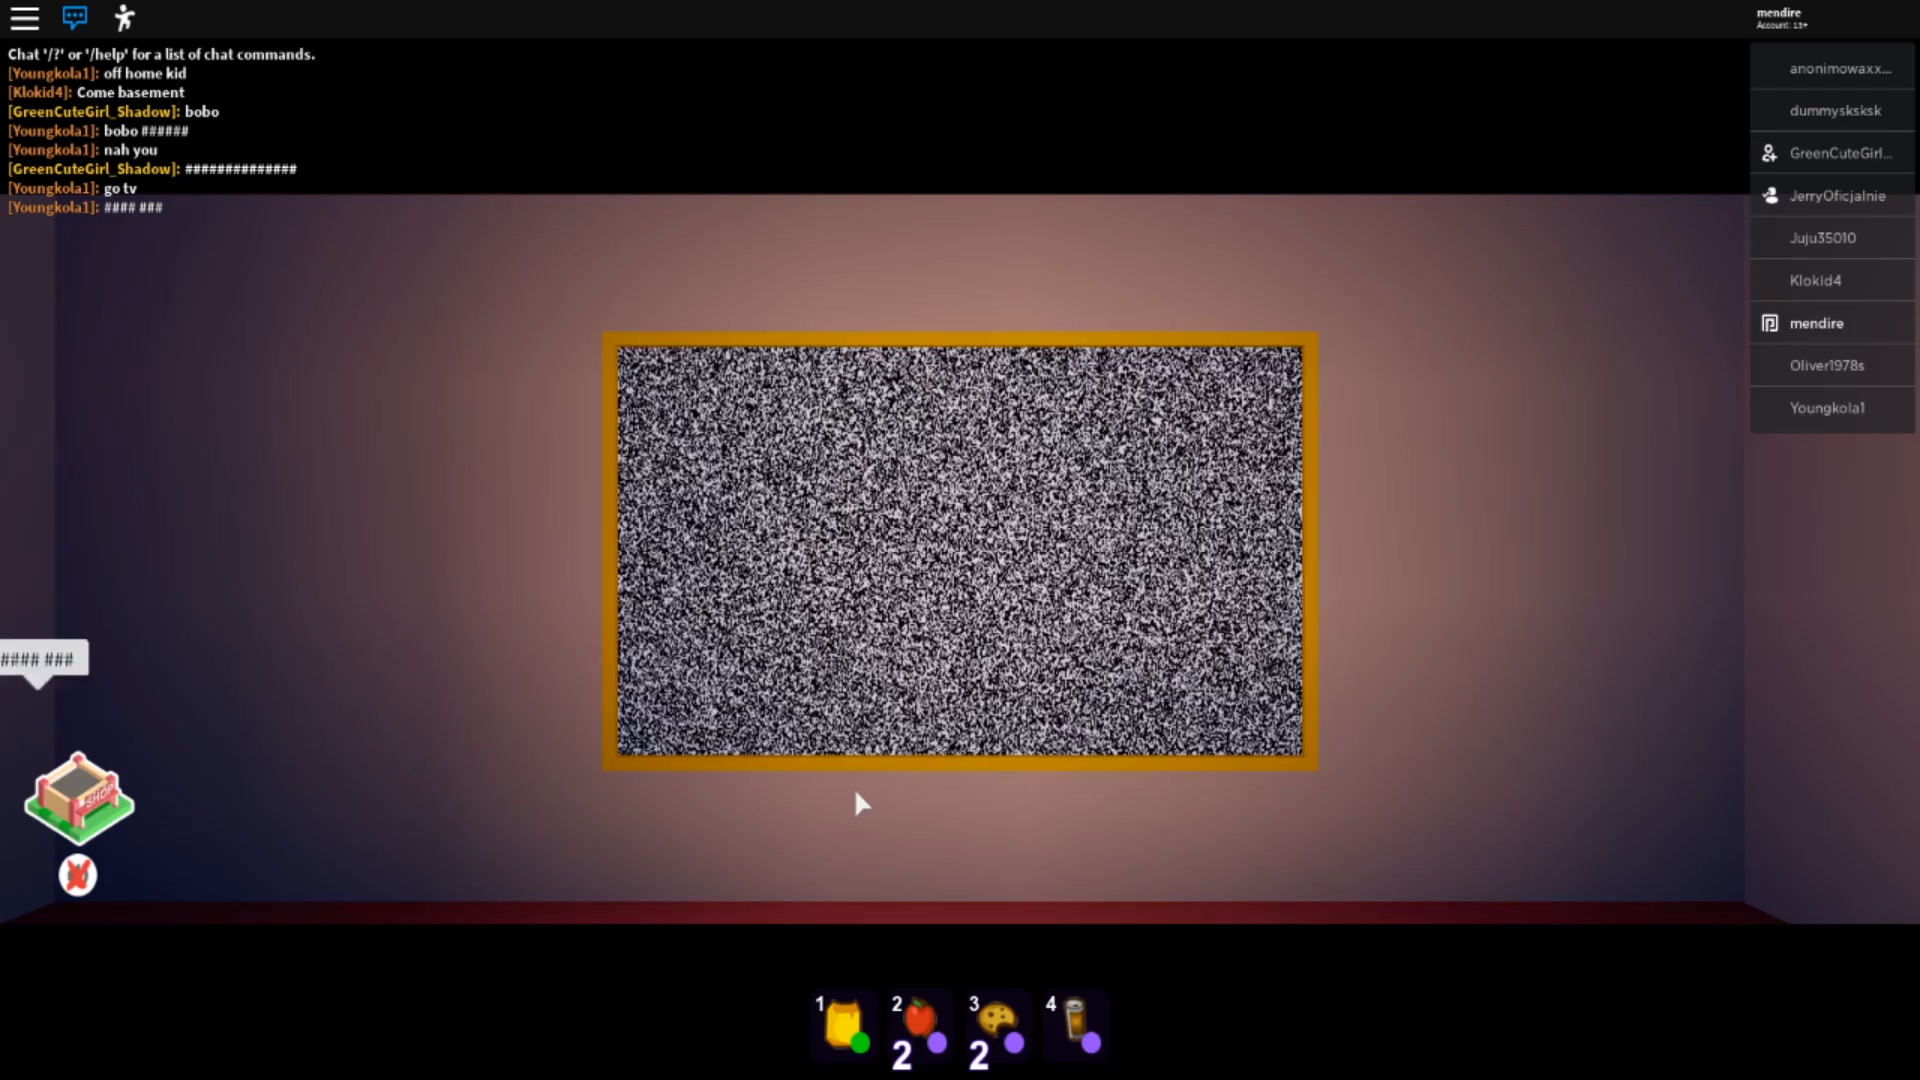 mendire
Account: 13+
Chat '/?' or '/help' for a list of chat commands.
[Youngkola1]: off home kid
[Klokid4]: Come basement
[GreenCuteGirl_Shadow]: bobo
[Youngkola1]: bobo ######
[Youngkola1]: nah you
[GreenCuteGirl_Shadow]: ##############
[Youngkola1]: go tv
[Youngkola1]: #### ###
anonimowaxx...
dummysksksk
GreenCuteGirl...
JerryOficjalnie
Juju35010
Klokid4
mendire
Oliver1978s
Youngkola1
#### ###
SHOP
1 2 3 4
2 2